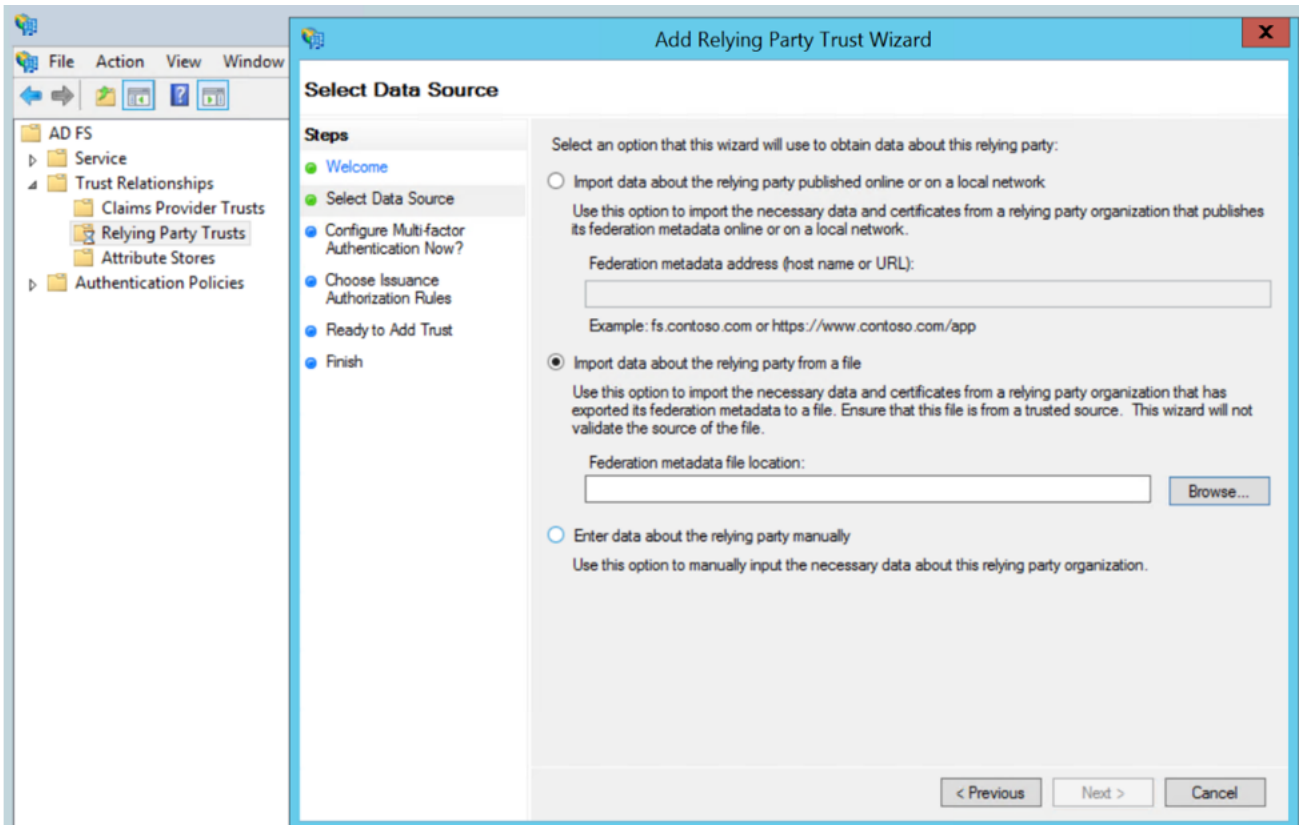 Add Relying Party Trust Wizard
X
File Action View Window
Select Data Source
AD FS
Service
Trust Relationships
Claims Provider Trusts
Relying Party Trusts
Attribute Stores
Authentication Policies
Steps
Welcome
Select Data Source
Configure Multi-factor
Authentication Now?
Choose Issuance
Authorization Rules
Ready to Add Trust
Finish
Select an option that this wizard will use to obtain data about this relying party:
Import data about the relying party published online or on a local network
Use this option to import the necessary data and certificates from a relying party organization that publishes
its federation metadata online or on a local network.
Federation metadata address (host name or URL):
Example: fs.contoso.com or https://www.contoso.com/app
Import data about the relying party from a file
Use this option to import the necessary data and certificates from a relying party organization that has
exported its federation metadata to a file. Ensure that this file is from a trusted source. This wizard will not
validate the source of the file.
Federation metadata file location:
Browse...
Enter data about the relying party manually
Use this option to manually input the necessary data about this relying party organization.
< Previous
Next >
Cancel